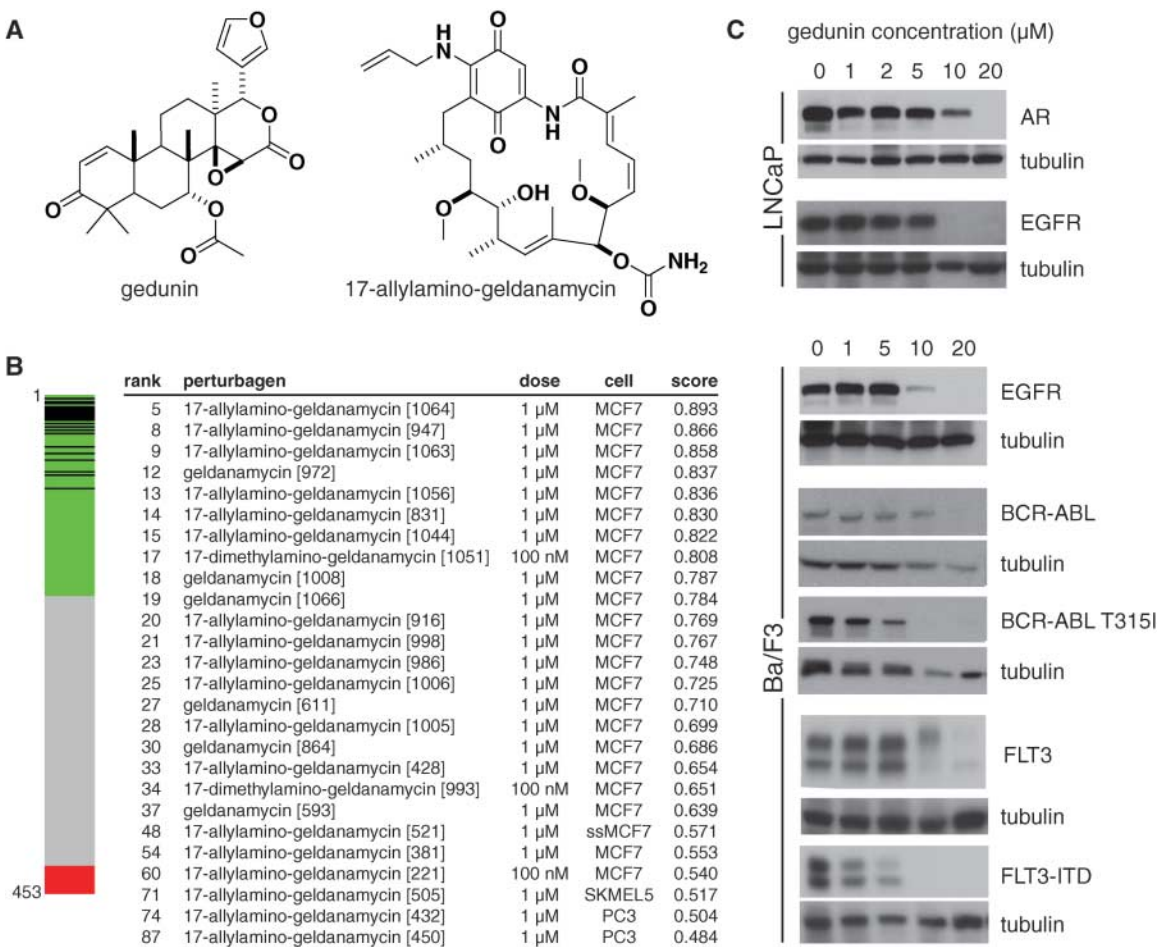 A
O
O
O
O
O
O
O
gedunin
H
N
O
O
N
H
O
OH
O
O
O
NH2
O
17-allylamino-geldanamycin
B
1
453
rank perturbagen dose cell score
5 17-allylamino-geldanamycin [1064] 1 µM MCF7 0.893
8 17-allylamino-geldanamycin [947] 1 µM MCF7 0.866
9 17-allylamino-geldanamycin [1063] 1 µM MCF7 0.858
12 geldanamycin [972] 1 µM MCF7 0.837
13 17-allylamino-geldanamycin [1056] 1 µM MCF7 0.836
14 17-allylamino-geldanamycin [831] 1 µM MCF7 0.830
15 17-allylamino-geldanamycin [1044] 1 µM MCF7 0.822
17 17-dimethylamino-geldanamycin [1051] 100 nM MCF7 0.808
18 geldanamycin [1008] 1 µM MCF7 0.787
19 geldanamycin [1066] 1 µM MCF7 0.784
20 17-allylamino-geldanamycin [916] 1 µM MCF7 0.769
21 17-allylamino-geldanamycin [998] 1 µM MCF7 0.767
23 17-allylamino-geldanamycin [986] 1 µM MCF7 0.748
25 17-allylamino-geldanamycin [1006] 1 µM MCF7 0.725
27 geldanamycin [611] 1 µM MCF7 0.710
28 17-allylamino-geldanamycin [1005] 1 µM MCF7 0.699
30 geldanamycin [864] 1 µM MCF7 0.686
33 17-allylamino-geldanamycin [428] 1 µM MCF7 0.654
34 17-dimethylamino-geldanamycin [993] 100 nM MCF7 0.651
37 geldanamycin [593] 1 µM MCF7 0.639
48 17-allylamino-geldanamycin [521] 1 µM ssMCF7 0.571
54 17-allylamino-geldanamycin [381] 1 µM MCF7 0.553
60 17-allylamino-geldanamycin [221] 100 nM MCF7 0.540
71 17-allylamino-geldanamycin [505] 1 µM SKMEL5 0.517
74 17-allylamino-geldanamycin [432] 1 µM PC3 0.504
87 17-allylamino-geldanamycin [450] 1 µM PC3 0.484
C
gedunin concentration (µM)
0 1 2 5 10 20
LNCaP
AR
tubulin
EGFR
tubulin
0 1 5 10 20
Ba/F3
EGFR
tubulin
BCR-ABL
tubulin
BCR-ABL T315I
tubulin
FLT3
tubulin
FLT3-ITD
tubulin